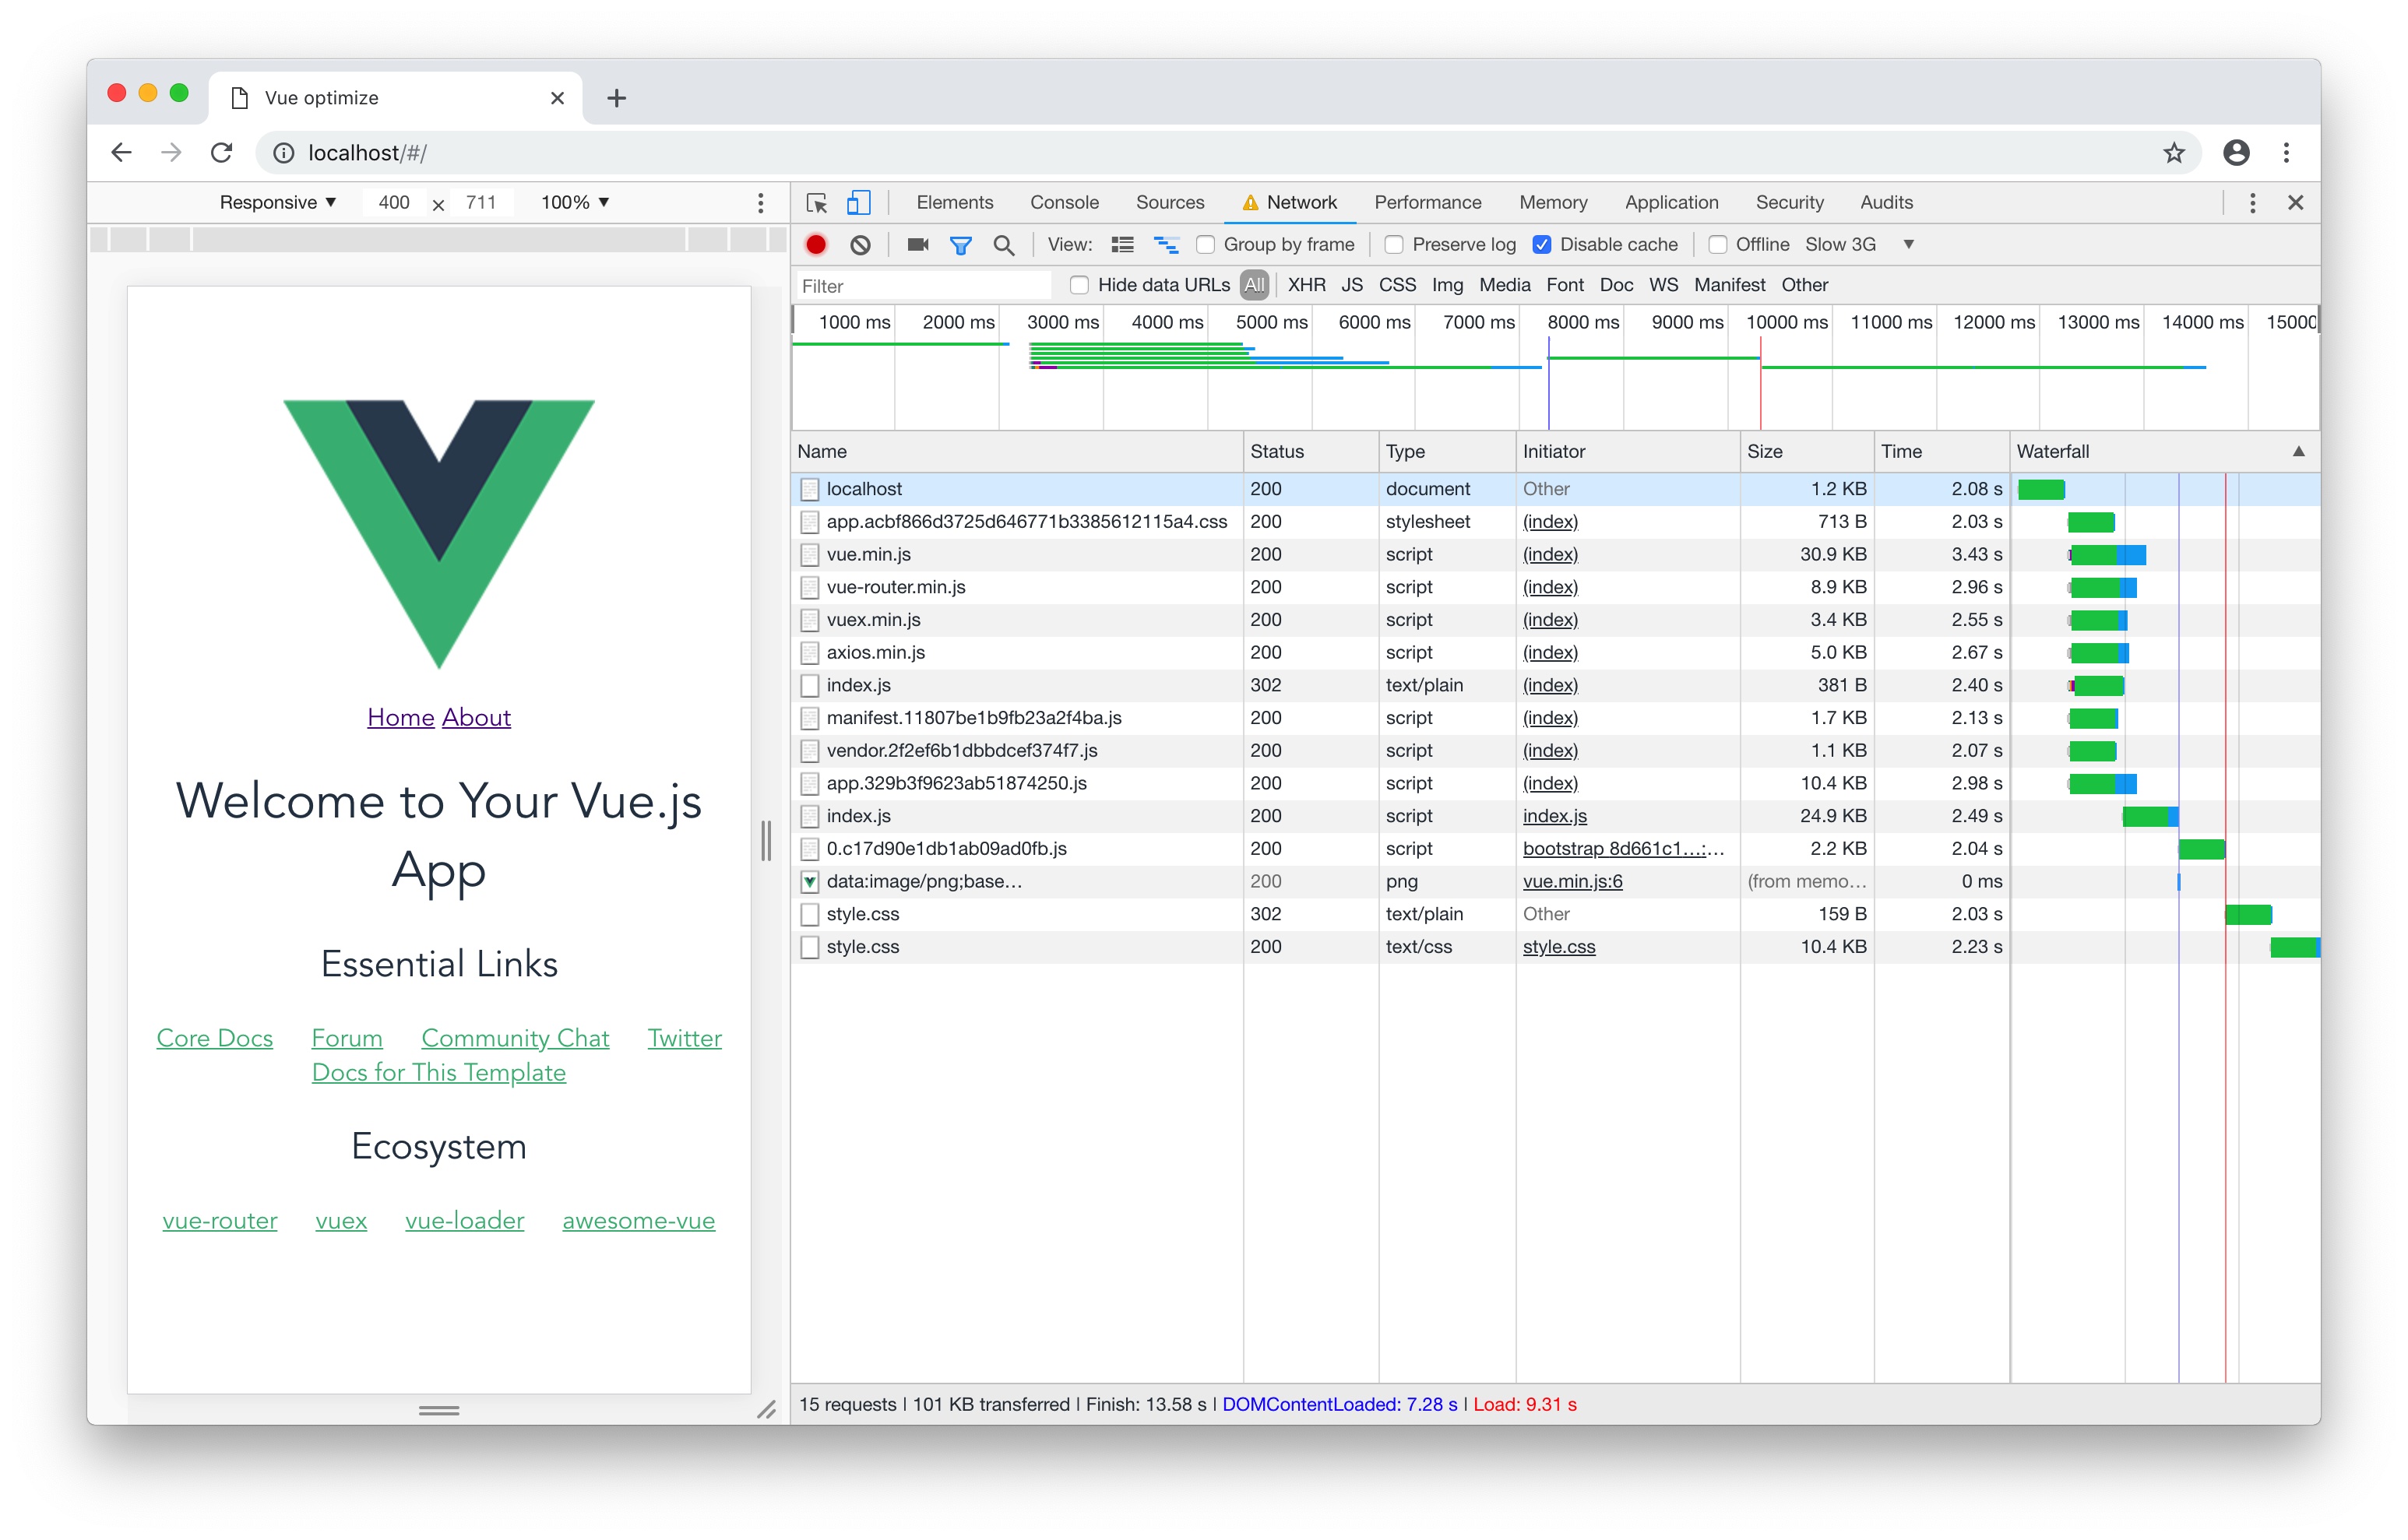 Vue optimize
localhost/#/
Responsive ▼ 400 × 711 100% ▼
Elements Console Sources Network Performance Memory Application Security Audits
View: Group by frame Preserve log Disable cache Offline Slow 3G ▼
Filter Hide data URLs All XHR JS CSS Img Media Font Doc WS Manifest Other
1000 ms 2000 ms 3000 ms 4000 ms 5000 ms 6000 ms 7000 ms 8000 ms 9000 ms 10000 ms 11000 ms 12000 ms 13000 ms 14000 ms 15000
Name Status Type Initiator Size Time Waterfall ▲
localhost 200 document Other 1.2 KB 2.08 s
app.acbf866d3725d646771b3385612115a4.css 200 stylesheet (index) 713 B 2.03 s
vue.min.js 200 script (index) 30.9 KB 3.43 s
vue-router.min.js 200 script (index) 8.9 KB 2.96 s
vuex.min.js 200 script (index) 3.4 KB 2.55 s
axios.min.js 200 script (index) 5.0 KB 2.67 s
index.js 302 text/plain (index) 381 B 2.40 s
manifest.11807be1b9fb23a2f4ba.js 200 script (index) 1.7 KB 2.13 s
vendor.2f2ef6b1dbbdcef374f7.js 200 script (index) 1.1 KB 2.07 s
app.329b3f9623ab51874250.js 200 script (index) 10.4 KB 2.98 s
index.js 200 script index.js 24.9 KB 2.49 s
0.c17d90e1db1ab09ad0fb.js 200 script bootstrap 8d661c1…:… 2.2 KB 2.04 s
data:image/png;base… 200 png vue.min.js:6 (from memo… 0 ms
style.css 302 text/plain Other 159 B 2.03 s
style.css 200 text/css style.css 10.4 KB 2.23 s
15 requests | 101 KB transferred | Finish: 13.58 s | DOMContentLoaded: 7.28 s | Load: 9.31 s
Home About
Welcome to Your Vue.js
App
Essential Links
Core Docs Forum Community Chat Twitter
Docs for This Template
Ecosystem
vue-router vuex vue-loader awesome-vue